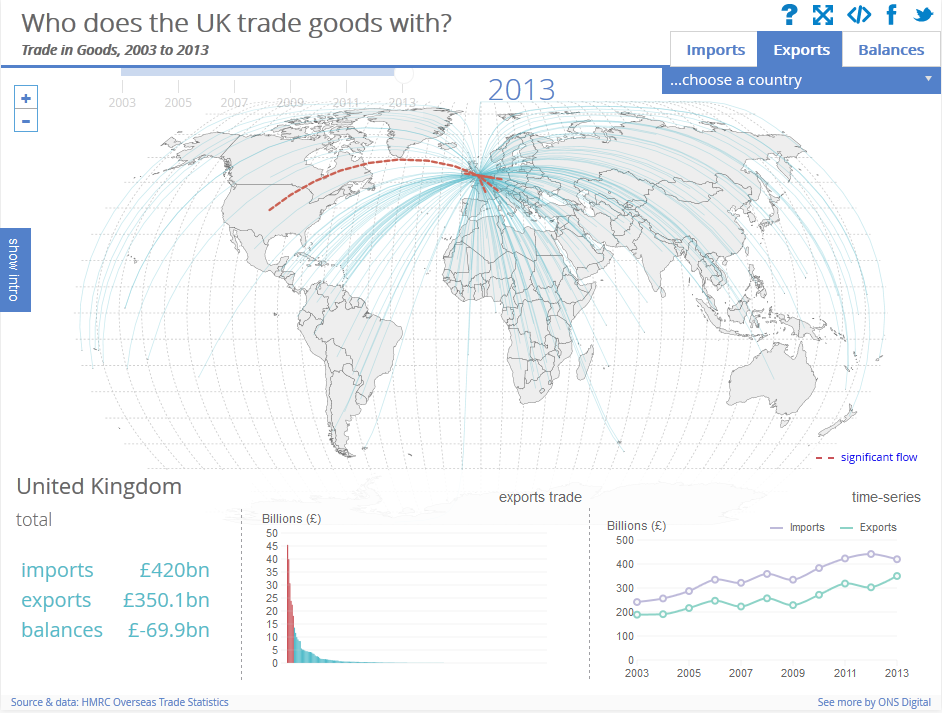 Who does the UK trade goods with?
Trade in Goods, 2003 to 2013
? </> f
Imports Exports Balances
...choose a country
2003 2005 2007 2009 2011 2013
2013
+
-
show intro
significant flow
United Kingdom
total
imports £420bn
exports £350.1bn
balances £-69.9bn
exports trade
Billions (£)
50
45
40
35
30
25
20
15
10
5
0
time-series
Billions (£)
Imports Exports
500
400
300
200
100
0
2003 2005 2007 2009 2011 2013
Source & data: HMRC Overseas Trade Statistics
See more by ONS Digital